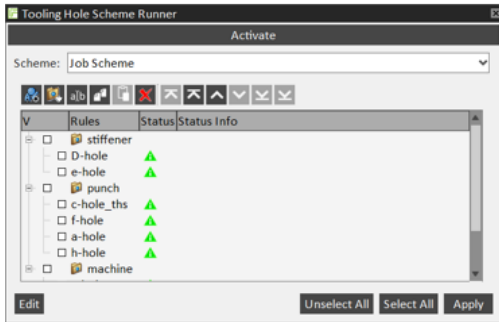 Tooling Hole Scheme Runner
Activate
Scheme: Job Scheme
a|b
V Rules Status Status Info
stiffener
D-hole
e-hole
punch
c-hole_ths
f-hole
a-hole
h-hole
machine
Edit Unselect All Select All Apply